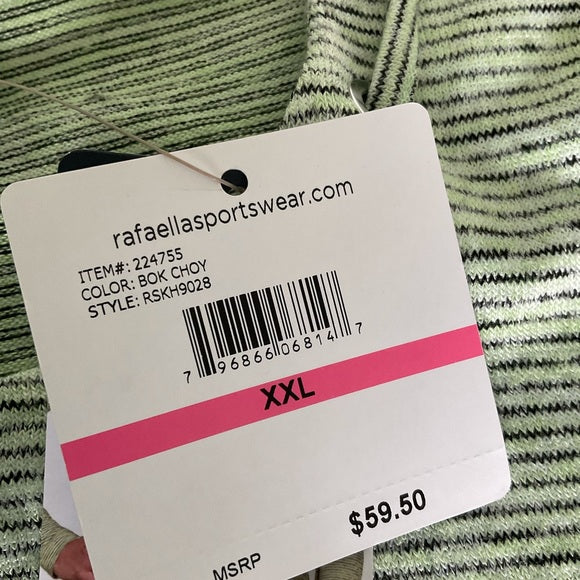 rafaellasportswear.com
ITEM#: 224755
COLOR: BOK CHOY
STYLE: RSKH9028
7 96866 06814 7
XXL
$59.50
MSRP